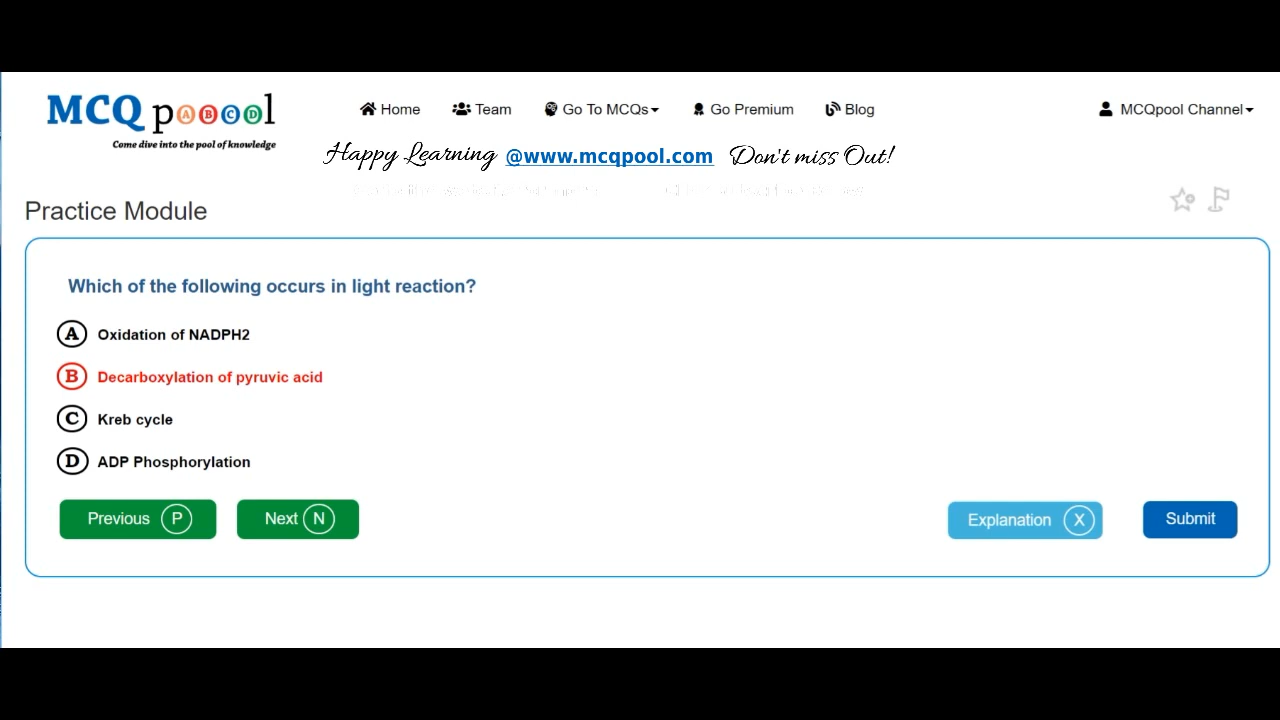 MCQ pABCDl
Come dive into the pool of knowledge
Home Team Go To MCQs Go Premium Blog MCQpool Channel
Happy Learning @www.mcqpool.com Don't miss Out!
Practice Module
Which of the following occurs in light reaction?
A Oxidation of NADPH2
B Decarboxylation of pyruvic acid
C Kreb cycle
D ADP Phosphorylation
Previous P Next N Explanation X Submit